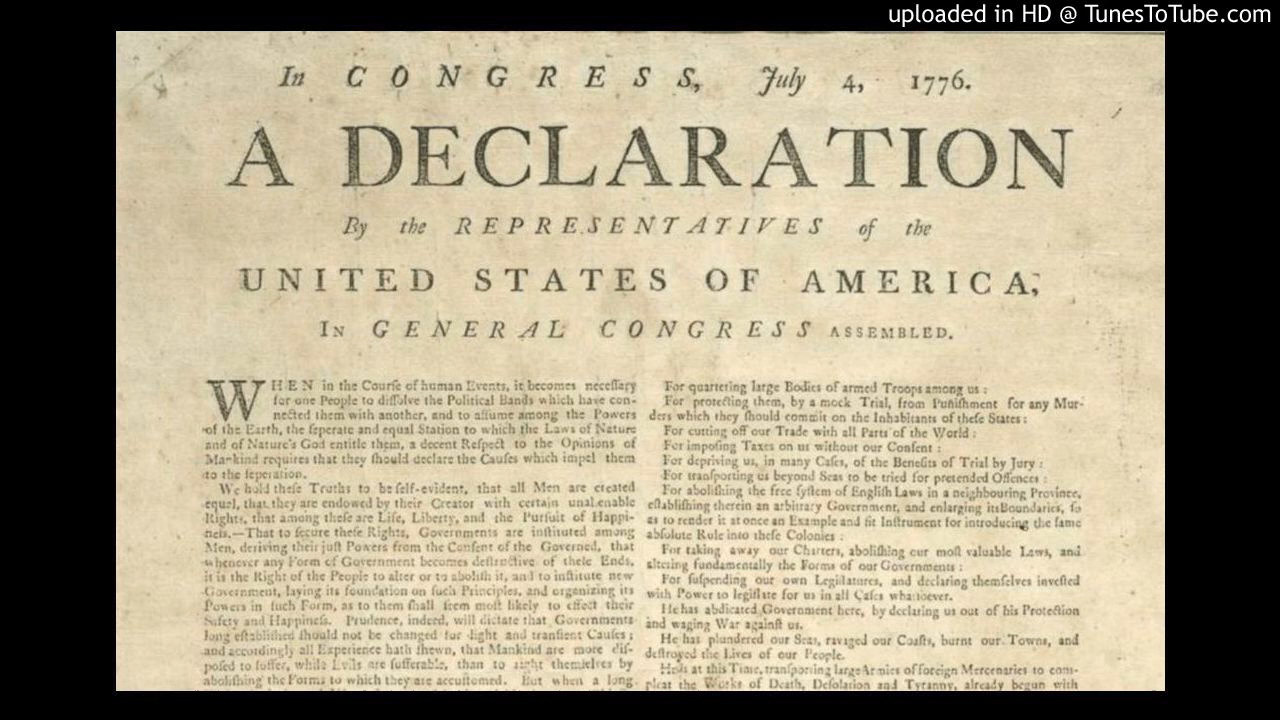 uploaded in HD @ TunesToTube.com
In CONGRESS, July 4, 1776.
A DECLARATION
By the REPRESENTATIVES of the
UNITED STATES OF AMERICA,
IN GENERAL CONGRESS ASSEMBLED.
WHEN in the Courſe of human Events, it becomes neceſſary
for one People to diſſolve the Political Bands which have con-
nected them with another, and to aſſume among the Powers
of the Earth, the ſeperate and equal Station to which the Laws of Nature
and of Nature's God entitle them, a decent Reſpect to the Opinions of
Mankind requires that they ſhould declare the Cauſes which impel them
to the ſeperation.
We hold theſe Truths to be ſelf-evident, that all Men are created
equal, that they are endowed by their Creator with certain unalienable
Rights, that among theſe are Life, Liberty, and the Purſuit of Happi-
neſs.—That to ſecure theſe Rights, Governments are inſtituted among
Men, deriving their juſt Powers from the Conſent of the Governed, that
whenever any Form of Government becomes deſtructive of theſe Ends,
it is the Right of the People to alter or to aboliſh it, and to inſtitute new
Government, laying its foundation on ſuch Principles, and organizing its
Powers in ſuch Form, as to them ſhall ſeem moſt likely to effect their
Safety and Happineſs. Prudence, indeed, will dictate that Governments
long eſtabliſhed ſhould not be changed for light and tranſient Cauſes;
and accordingly all Experience hath ſhewn, that Mankind are more diſ-
poſed to ſuffer, while Evils are ſufferable, than to right themſelves by
aboliſhing the Forms to which they are accuſtomed. But when a long
For quartering large Bodies of armed Troops among us :
For protecting them, by a mock Trial, from Puniſhment for any Mur-
ders which they ſhould commit on the Inhabitants of theſe States :
For cutting off our Trade with all Parts of the World :
For impoſing Taxes on us without our Conſent :
For depriving us, in many Caſes, of the Benefits of Trial by Jury :
For tranſporting us beyond Seas to be tried for pretended Offences :
For aboliſhing the free ſyſtem of Engliſh Laws in a neighbouring Province,
eſtabliſhing therein an arbitrary Government, and enlarging its Boundaries, ſo
as to render it at once an Example and fit Inſtrument for introducing the ſame
abſolute Rule into theſe Colonies :
For taking away our Charters, aboliſhing our moſt valuable Laws, and
altering fundamentally the Forms of our Governments :
For ſuſpending our own Legiſlatures, and declaring themſelves inveſted
with Power to legiſlate for us in all Caſes whatſoever.
He has abdicated Government here, by declaring us out of his Protection
and waging War againſt us.
He has plundered our Seas, ravaged our Coaſts, burnt our Towns, and
deſtroyed the Lives of our People.
He is at this Time, tranſporting large Armies of foreign Mercenaries to com-
pleat the Works of Death, Deſolation and Tyranny, already begun with